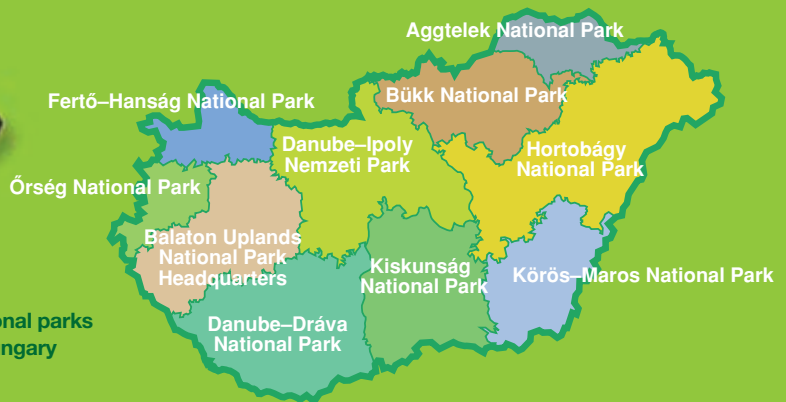 Aggtelek National Park
Bükk National Park
Fertő–Hanság National Park
Danube–Ipoly
Nemzeti Park
Hortobágy
National Park
Őrség National Park
Balaton Uplands
National Park
Headquarters
Kiskunság
National Park
Körös–Maros National Park
Danube–Dráva
National Park
onal parks
ngary